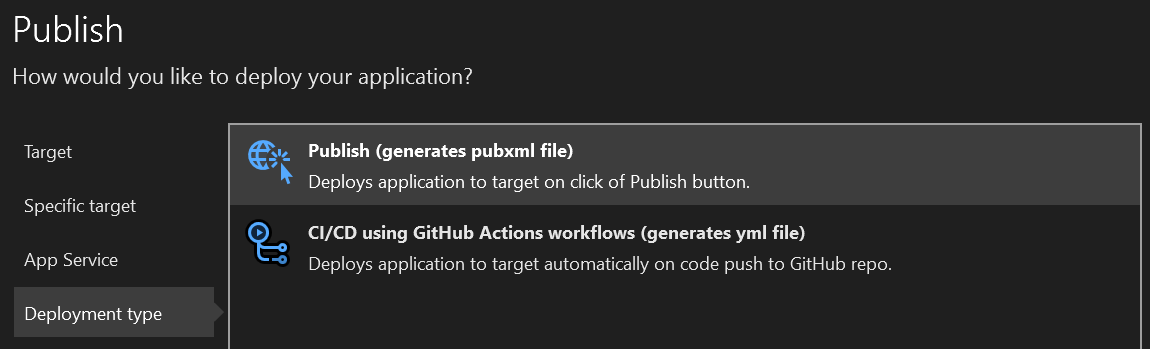 Publish
How would you like to deploy your application?
Target
Specific target
App Service
Deployment type
Publish (generates pubxml file)
Deploys application to target on click of Publish button.
CI/CD using GitHub Actions workflows (generates yml file)
Deploys application to target automatically on code push to GitHub repo.